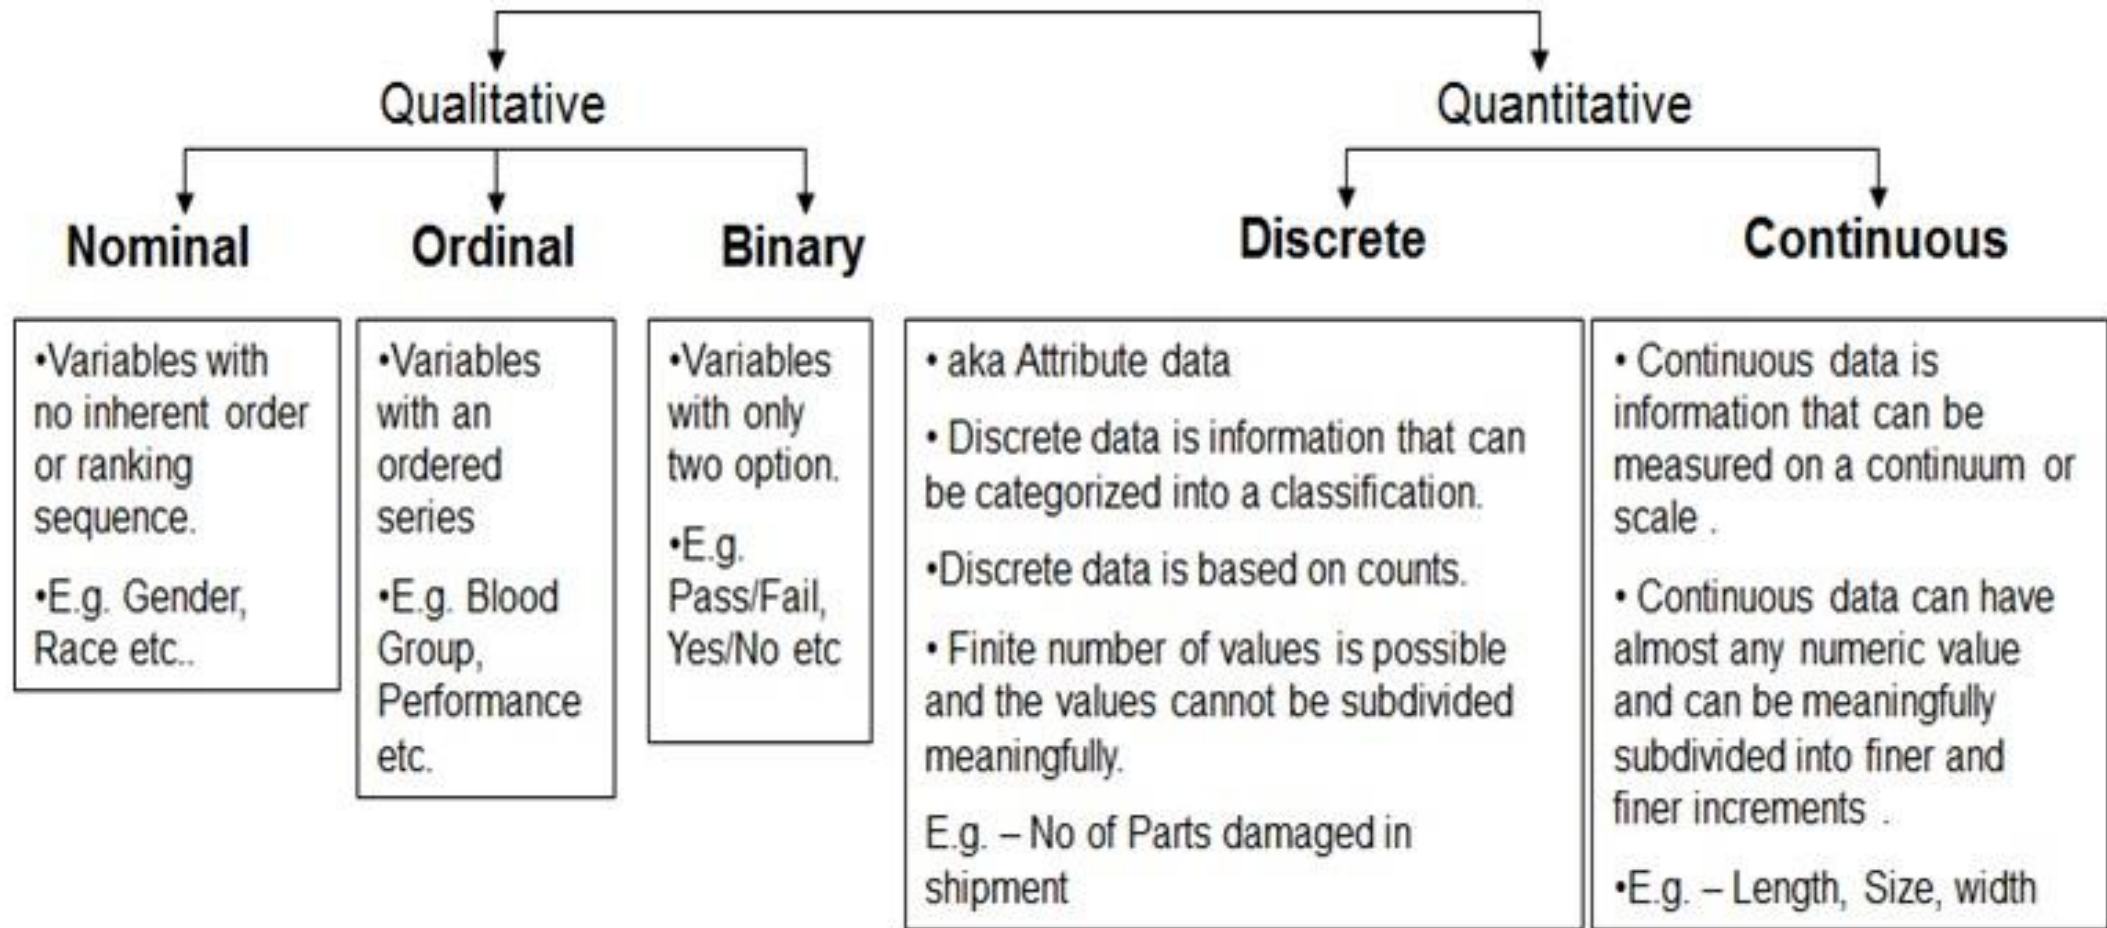 Qualitative
Quantitative
Nominal
Ordinal
Binary
Discrete
Continuous
•Variables with
no inherent order
or ranking
sequence.
•E.g. Gender,
Race etc..
•Variables
with an
ordered
series
•E.g. Blood
Group,
Performance
etc.
•Variables
with only
two option.
•E.g.
Pass/Fail,
Yes/No etc
• aka Attribute data
• Discrete data is information that can
be categorized into a classification.
•Discrete data is based on counts.
• Finite number of values is possible
and the values cannot be subdivided
meaningfully.
E.g. – No of Parts damaged in
shipment
• Continuous data is
information that can be
measured on a continuum or
scale .
• Continuous data can have
almost any numeric value
and can be meaningfully
subdivided into finer and
finer increments .
•E.g. – Length, Size, width